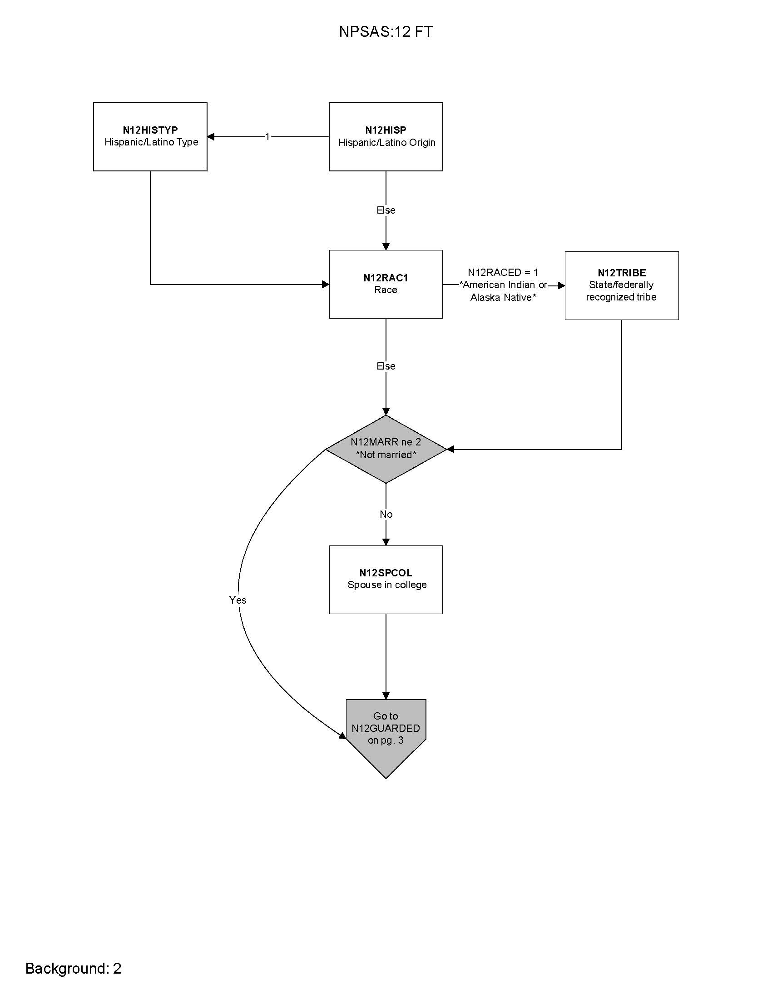 NPSAS:12 FT
N12HISTYP
Hispanic/Latino Type
1
N12HISP
Hispanic/Latino Origin
Else
N12RAC1
Race
N12RACED = 1
*American Indian or
Alaska Native*
N12TRIBE
State/federally
recognized tribe
Else
N12MARR ne 2
*Not married*
No
N12SPCOL
Spouse in college
Yes
Go to
N12GUARDED
on pg. 3
Background: 2